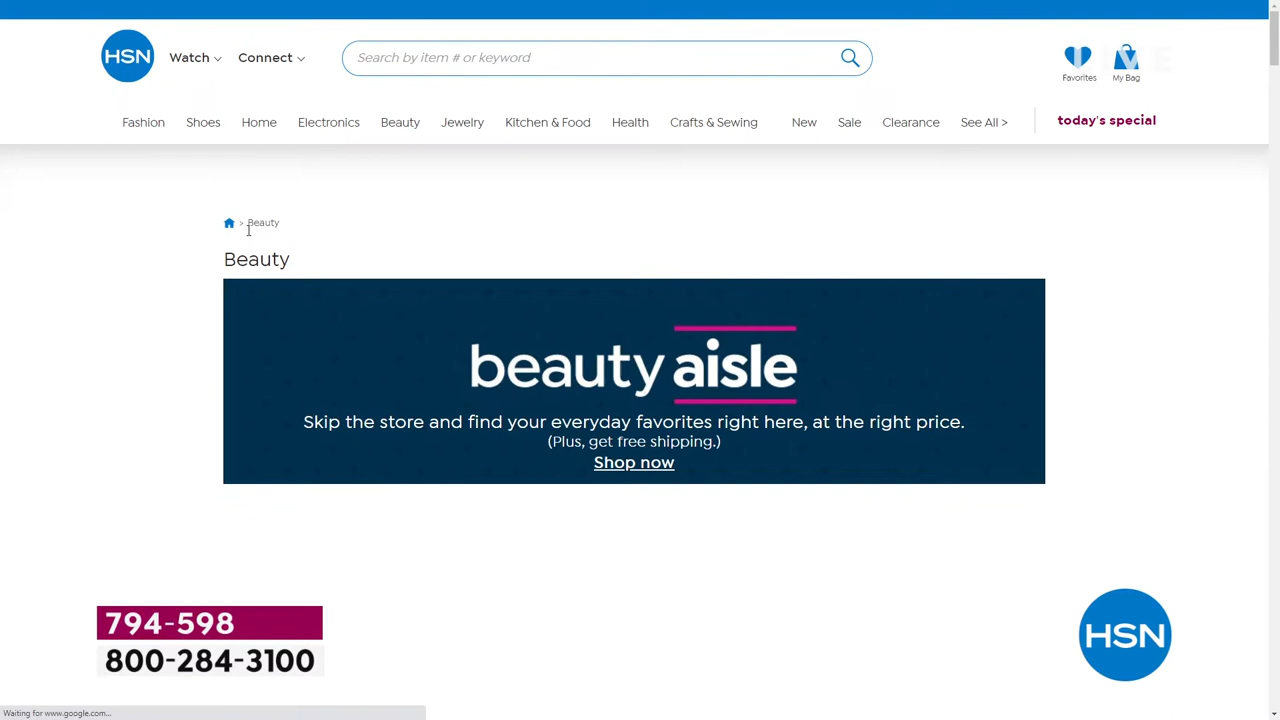 HSN
Watch
Connect
Search by item # or keyword
Favorites
My Bag
Fashion
Shoes
Home
Electronics
Beauty
Jewelry
Kitchen & Food
Health
Crafts & Sewing
New
Sale
Clearance
See All >
today's special
> Beauty
Beauty
beauty aisle
Skip the store and find your everyday favorites right here, at the right price.
(Plus, get free shipping.)
Shop now
794-598
800-284-3100
HSN
Waiting for www.google.com...